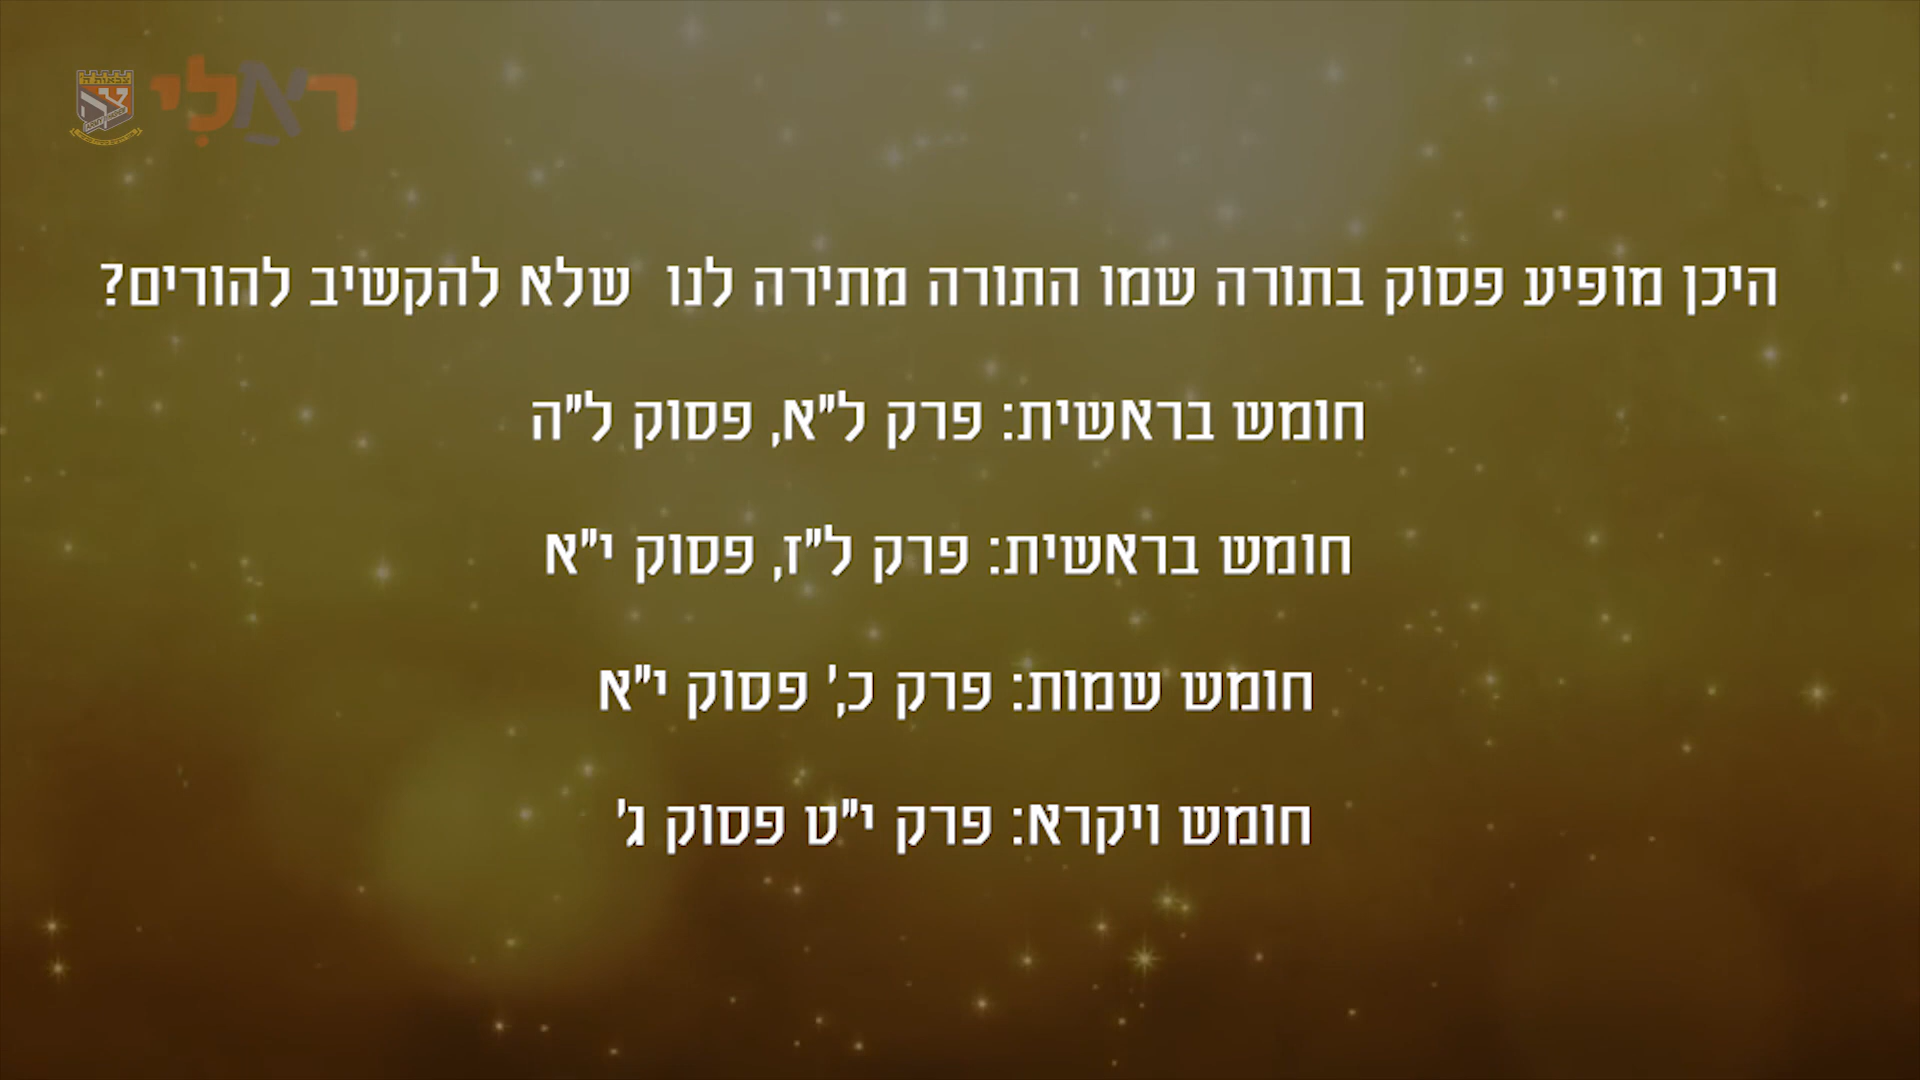 צבאות ה'
ראלי
היכן מופיע פסוק בתורה שמו התורה מתירה לנו שלא להקשיב להורים?
חומש בראשית: פרק ל"א, פסוק ל"ה
חומש בראשית: פרק ל"ז, פסוק י"א
חומש שמות: פרק כ,' פסוק י"א
חומש ויקרא: פרק י"ט פסוק ג'